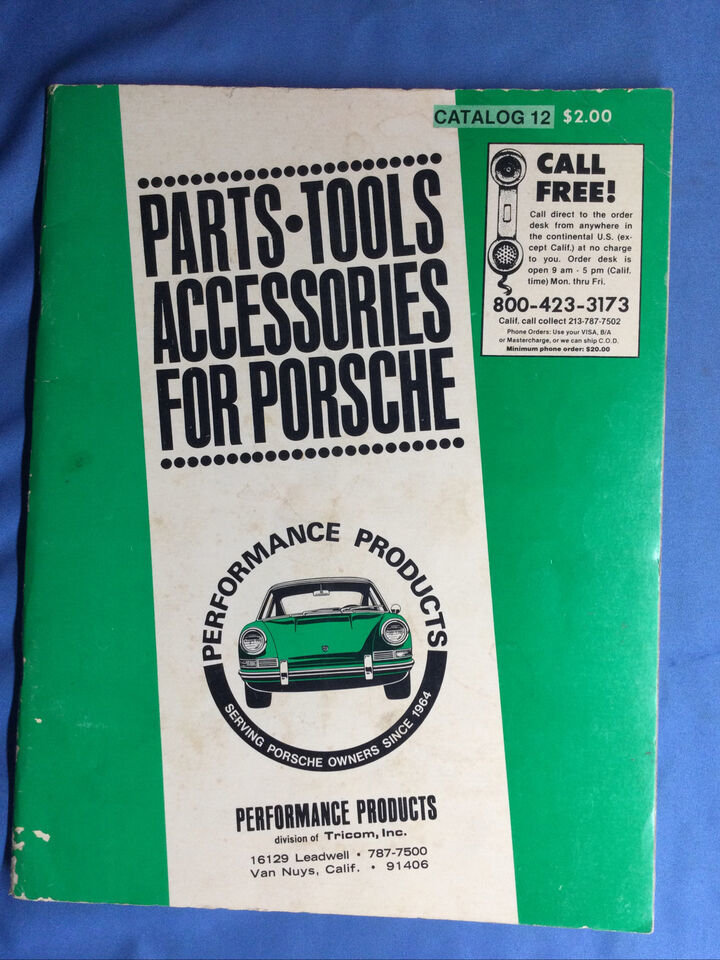 CATALOG 12 $2.00
CALL
FREE!
Call direct to the order
desk from anywhere in
the continental U.S. (ex-
cept Calif.) at no charge
to you. Order desk is
open 9 am - 5 pm (Calif.
time) Mon. thru Fri.
800-423-3173
Calif. call collect 213-787-7502
Phone Orders: Use your VISA, B/A
or Mastercharge, or we can ship C.O.D.
Minimum phone order: $20.00
PARTS•TOOLS
ACCESSORIES
FOR PORSCHE
PERFORMANCE PRODUCTS
SERVING PORSCHE OWNERS SINCE 1964
PERFORMANCE PRODUCTS
division of Tricom, Inc.
16129 Leadwell • 787-7500
Van Nuys, Calif. • 91406